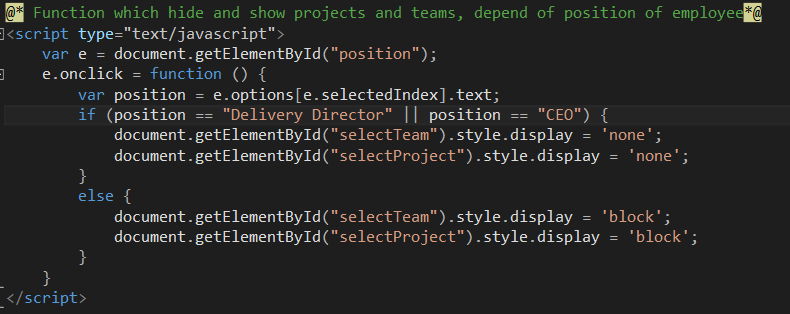 @* Function which hide and show projects and teams, depend of position of employee*@
<script type="text/javascript">
    var e = document.getElementById("position");
    e.onclick = function () {
        var position = e.options[e.selectedIndex].text;
        if (position == "Delivery Director" || position == "CEO") {
            document.getElementById("selectTeam").style.display = 'none';
            document.getElementById("selectProject").style.display = 'none';
        }
        else {
            document.getElementById("selectTeam").style.display = 'block';
            document.getElementById("selectProject").style.display = 'block';
        }
    }
</script>